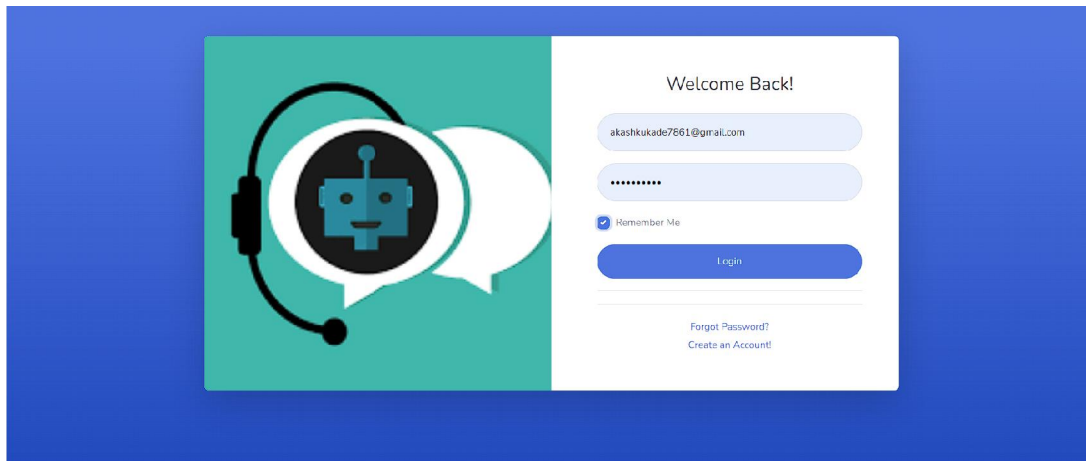 Welcome Back!
akashkukade7861@gmail.com
••••••••••
Remember Me
Login
Forgot Password?
Create an Account!